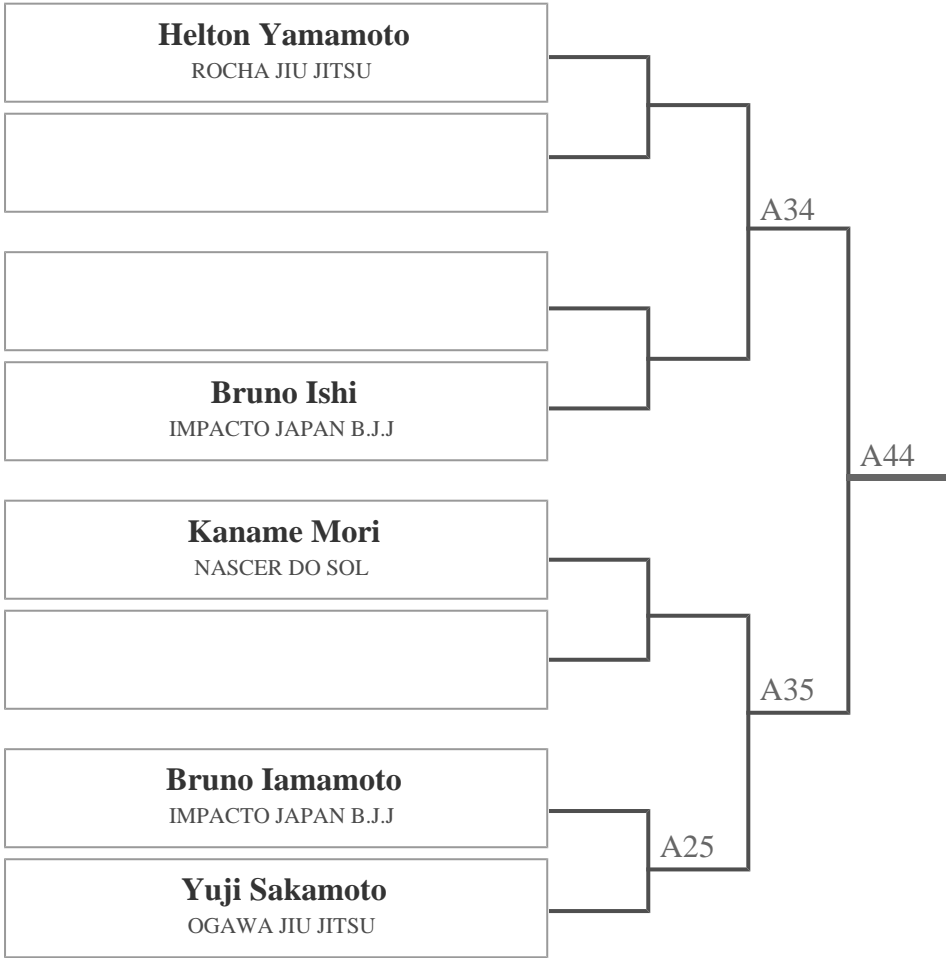 Helton Yamamoto
ROCHA JIU JITSU
A34
Bruno Ishi
IMPACTO JAPAN B.J.J
A44
Kaname Mori
NASCER DO SOL
A35
Bruno Iamamoto
IMPACTO JAPAN B.J.J
A25
Yuji Sakamoto
OGAWA JIU JITSU